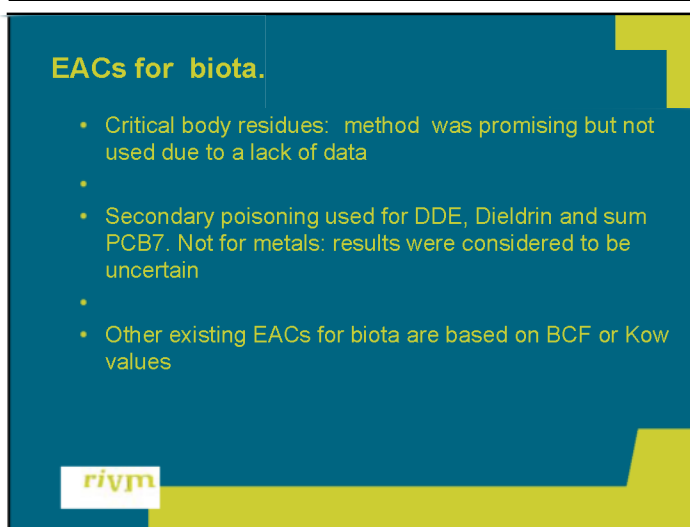 EACs for biota.
• Critical body residues: method was promising but not
used due to a lack of data
•
• Secondary poisoning used for DDE, Dieldrin and sum
PCB7. Not for metals: results were considered to be
uncertain
•
• Other existing EACs for biota are based on BCF or Kow
values
rivm